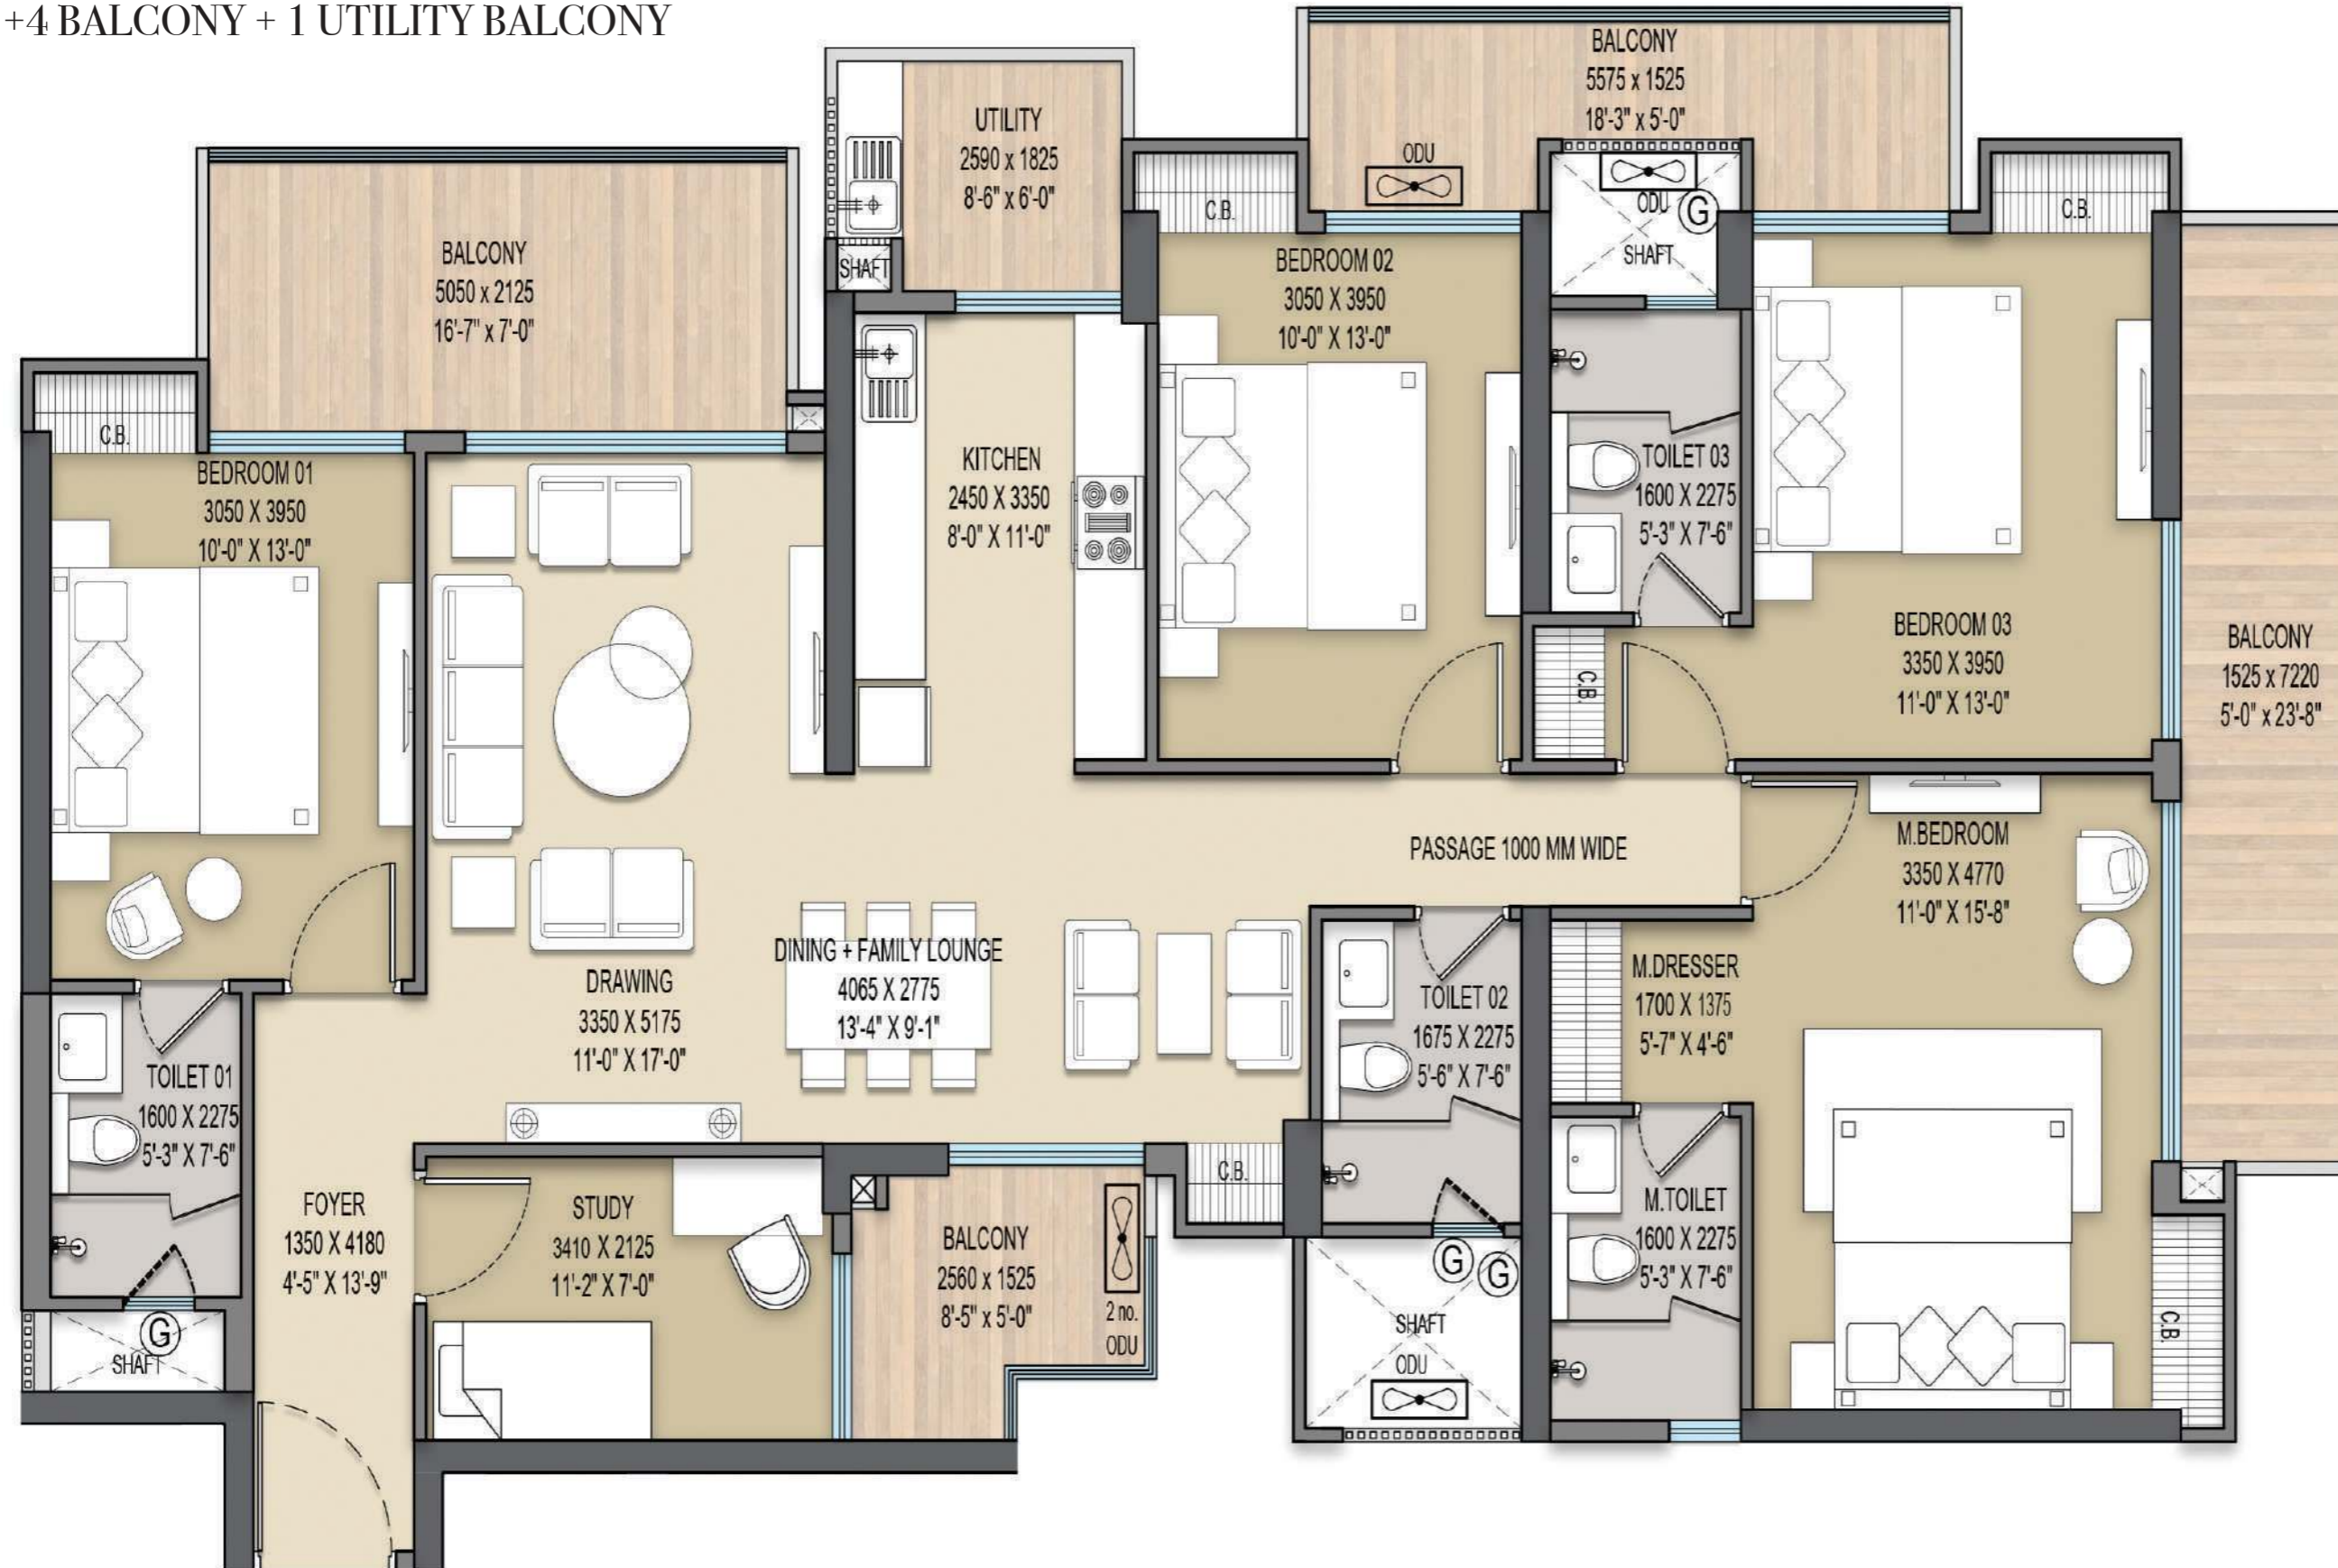 +4 BALCONY + 1 UTILITY BALCONY
BALCONY
5575 x 1525
18'-3" x 5'-0"
UTILITY
2590 x 1825
8'-6" x 6'-0"
ODU
C.B.
ODU
G
SHAFT
C.B.
BALCONY
5050 x 2125
16'-7" x 7'-0"
SHAFT
BEDROOM 02
3050 X 3950
10'-0" X 13'-0"
C.B.
BEDROOM 01
3050 X 3950
10'-0" X 13'-0"
KITCHEN
2450 X 3350
8'-0" X 11'-0"
TOILET 03
1600 X 2275
5'-3" X 7'-6"
BEDROOM 03
3350 X 3950
11'-0" X 13'-0"
C.B.
BALCONY
1525 x 7220
5'-0" x 23'-8"
PASSAGE 1000 MM WIDE
M.BEDROOM
3350 X 4770
11'-0" X 15'-8"
DRAWING
3350 X 5175
11'-0" X 17'-0"
DINING + FAMILY LOUNGE
4065 X 2775
13'-4" X 9'-1"
TOILET 02
1675 X 2275
5'-6" X 7'-6"
M.DRESSER
1700 X 1375
5'-7" X 4'-6"
TOILET 01
1600 X 2275
5'-3" X 7'-6"
FOYER
1350 X 4180
4'-5" X 13'-9"
STUDY
3410 X 2125
11'-2" X 7'-0"
C.B.
BALCONY
2560 x 1525
8'-5" x 5'-0"
2 no.
ODU
M.TOILET
1600 X 2275
5'-3" X 7'-6"
G
G
SHAFT
ODU
G
SHAFT
C.B.